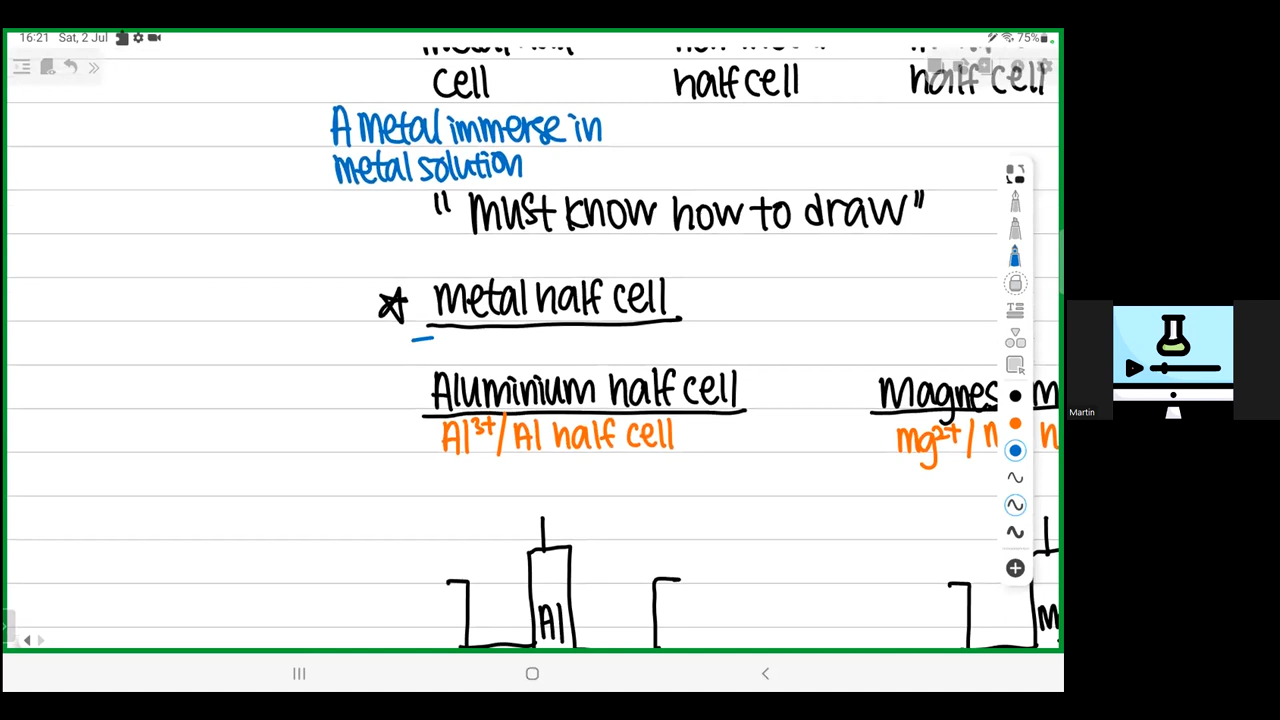 16:21 Sat, 2 Jul
75%
cell
half cell
half cell
A metal immerse in
metal solution
" must know how to draw"
metal half cell
Aluminium half cell
Al³⁺/Al half cell
mg²⁺/
Al
Martin